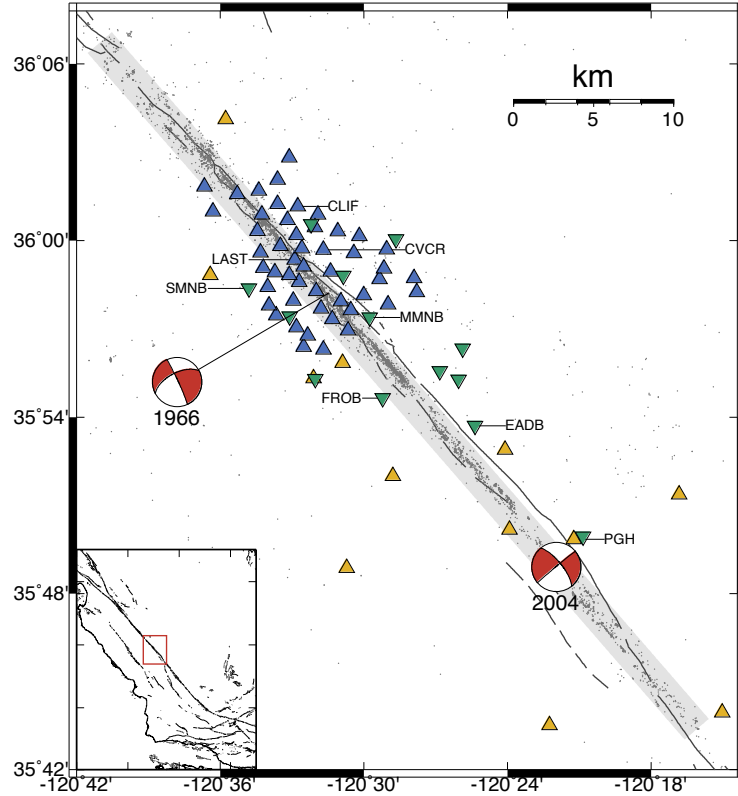 36°06'
km
0 5 10
CLIF
36°00'
CVCR
LAST
SMNB
MMNB
1966
FROB
35°54'
EADB
PGH
2004
35°48'
35°42'
-120°42' -120°36' -120°30' -120°24' -120°18'